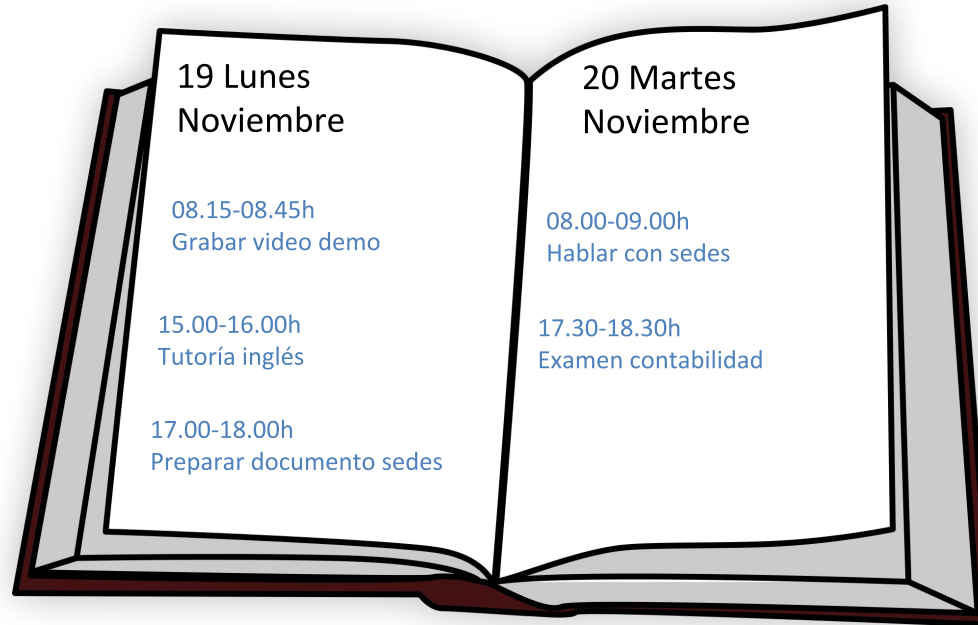 19 Lunes
Noviembre
08.15-08.45h
Grabar video demo
15.00-16.00h
Tutoría inglés
17.00-18.00h
Preparar documento sedes
20 Martes
Noviembre
08.00-09.00h
Hablar con sedes
17.30-18.30h
Examen contabilidad